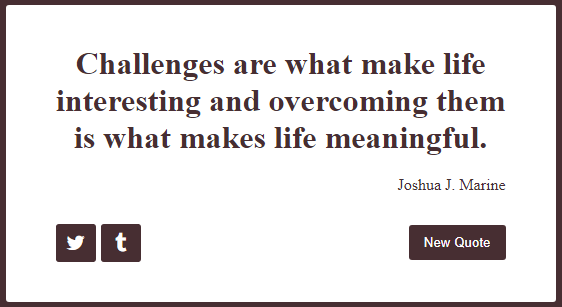 Challenges are what make life
interesting and overcoming them
is what makes life meaningful.
Joshua J. Marine
New Quote